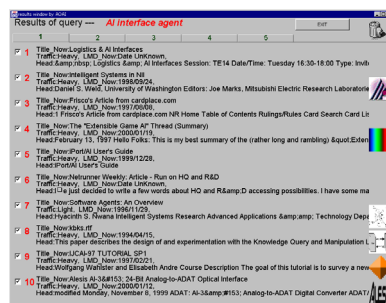 results window by AOAI
Results of query --- AI Interface agent
EXIT
1 2 3 4 5
1 Title_Now:Logistics & AI Interfaces
Traffic:Heavy, LMD_Now:Date UnKnown,
Head:&amp;nbsp; Logistics &amp; AI Interfaces Session: TE14 Date/Time: Tuesday 16:30-18:00 Type: Invit
2 Title_Now:Intelligent Systems in NII
Traffic:Heavy, LMD_Now:1998/09/24,
Head:Daniel S. Weld, University of Washington Editors: Joe Marks, Mitsubishi Electric Research Laboratorie
3 Title_Now:Frisco's Article from cardplace.com
Traffic:Heavy, LMD_Now:1997/08/08,
Head:1 Frisco's Article from cardplace.com NR Home Table of Contents Rulings/Rules Card Search Card Lis
4 Title_Now:The "Extensible Game AI" Thread (Summary)
Traffic:Heavy, LMD_Now:2000/01/19,
Head:February 13, 1997 Hello Folks: This is my best summary of the (rather long and rambling) &quot;Exten
5 Title_Now:iPort/AI User's Guide
Traffic:Heavy, LMD_Now:1999/12/28,
Head:iPort/AI User's Guide
6 Title_Now:Netrunner Weekly: Article - Run on HQ and R&D
Traffic:Heavy, LMD_Now:Date UnKnown,
just decided to write a few words about HQ and R&amp;D accessing possibilities. I have some ma
7 Title_Now:Software Agents: An Overview
Traffic:Light, LMD_Now:1996/11/29,
Head:Hyacinth S. Nwana Intelligent Systems Research Advanced Applications &amp;amp; Technology Depa
8 Title_Now:kbks.rtf
Traffic:Heavy, LMD_Now:1994/04/15,
Head:This paper describes the design of and experimentation with the Knowledge Query and Manipulation L
9 Title_Now:IJCAI-97 TUTORIAL SP1
Traffic:Heavy, LMD_Now:1997/02/21,
Head:Wolfgang Wahlster and Elisabeth Andre Course Description The goal of this tutorial is to survey a new
10 Title_Now:Alesis AI-3&#153; 24-Bit Analog-to-ADAT Optical Interface
Traffic:Heavy, LMD_Now:2000/01/12,
Head:modified Monday, November 8, 1999 ADAT: AI-3&amp;#153; Analog-to-ADAT Digital Converter ADAT/